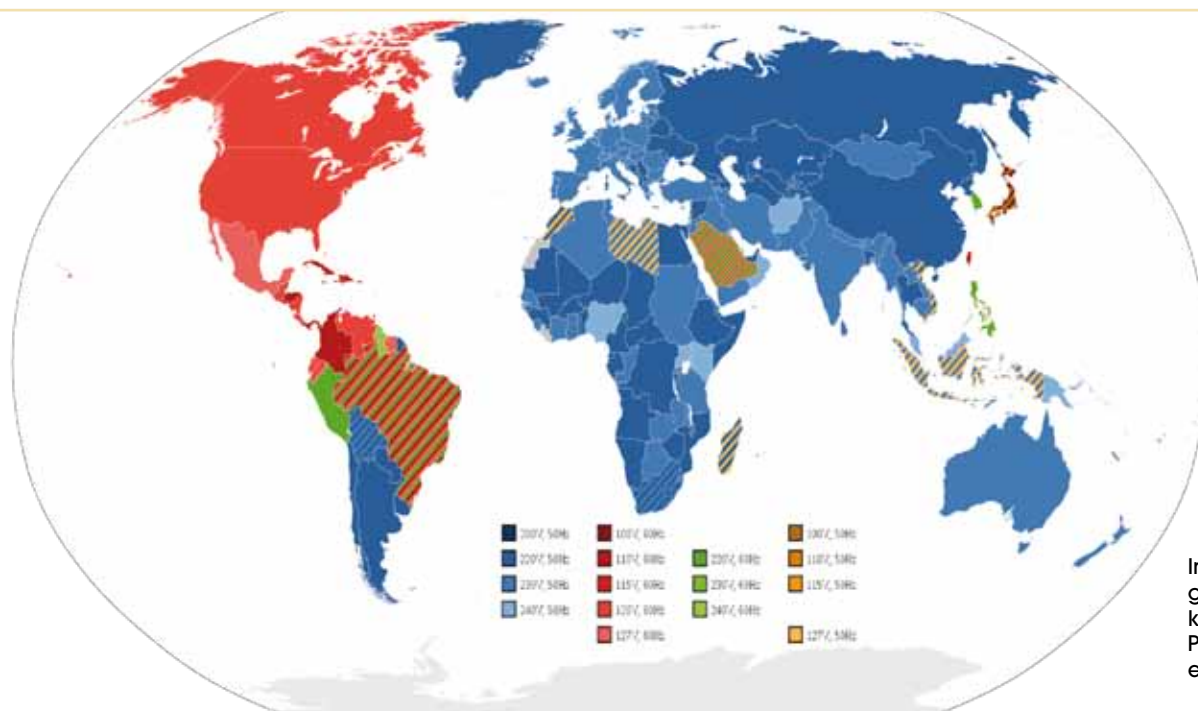 220V, 50Hz
230V, 50Hz
240V, 50Hz
100V, 60Hz
110V, 60Hz
115V, 60Hz
120V, 60Hz
127V, 60Hz
220V, 60Hz
230V, 60Hz
240V, 60Hz
100V, 50Hz
110V, 50Hz
115V, 50Hz
127V, 50Hz